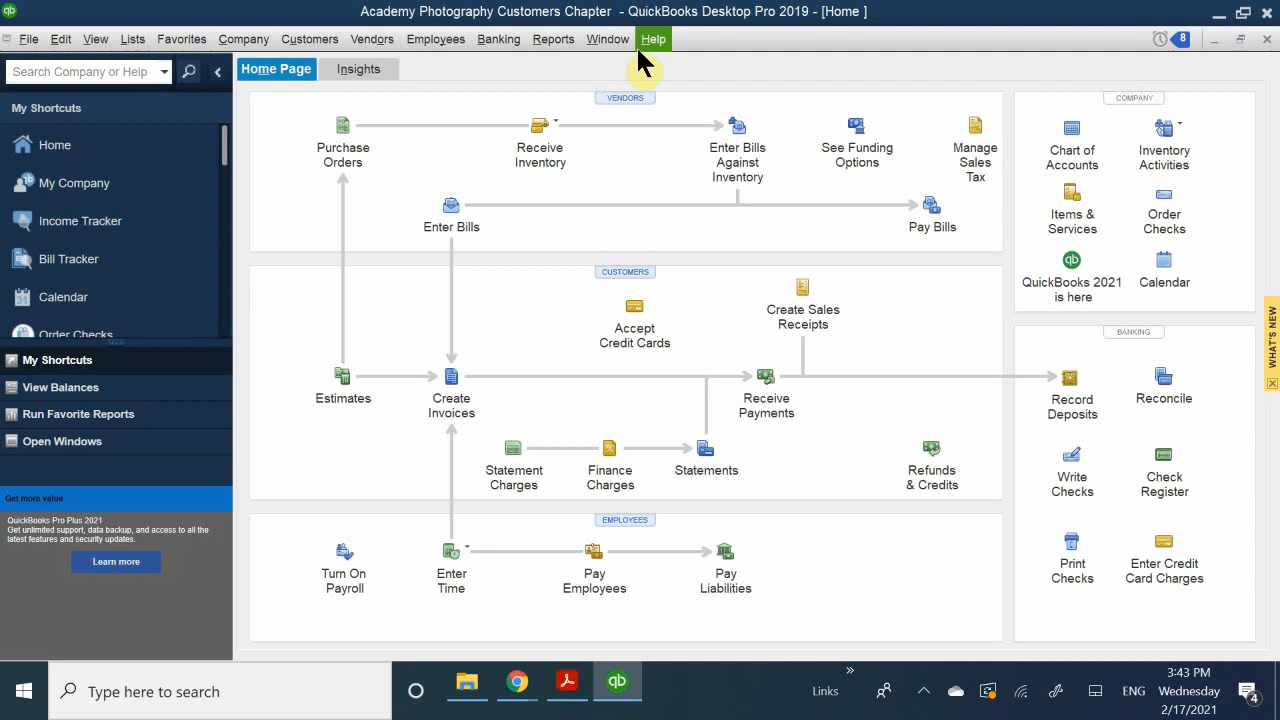 qb
Academy Photography Customers Chapter - QuickBooks Desktop Pro 2019 - [Home ]
File Edit View Lists Favorites Company Customers Vendors Employees Banking Reports Window Help
8
Search Company or Help
Home Page Insights
My Shortcuts
Home
My Company
Income Tracker
Bill Tracker
Calendar
Order Checks
My Shortcuts
View Balances
Run Favorite Reports
Open Windows
Get more value
QuickBooks Pro Plus 2021
Get unlimited support, data backup, and access to all the
latest features and security updates.
Learn more
VENDORS
Purchase
Orders
Receive
Inventory
Enter Bills
Against
Inventory
See Funding
Options
Manage
Sales
Tax
Enter Bills
Pay Bills
CUSTOMERS
Accept
Credit Cards
Create Sales
Receipts
Estimates
Create
Invoices
Receive
Payments
Statement
Charges
Finance
Charges
Statements
Refunds
& Credits
EMPLOYEES
Turn On
Payroll
Enter
Time
Pay
Employees
Pay
Liabilities
COMPANY
Chart of
Accounts
Inventory
Activities
Items &
Services
Order
Checks
qb
QuickBooks 2021
is here
Calendar
BANKING
Record
Deposits
Reconcile
Write
Checks
Check
Register
Print
Checks
Enter Credit
Card Charges
WHAT'S NEW
Type here to search
qb
Links
ENG
3:43 PM
Wednesday
2/17/2021
4